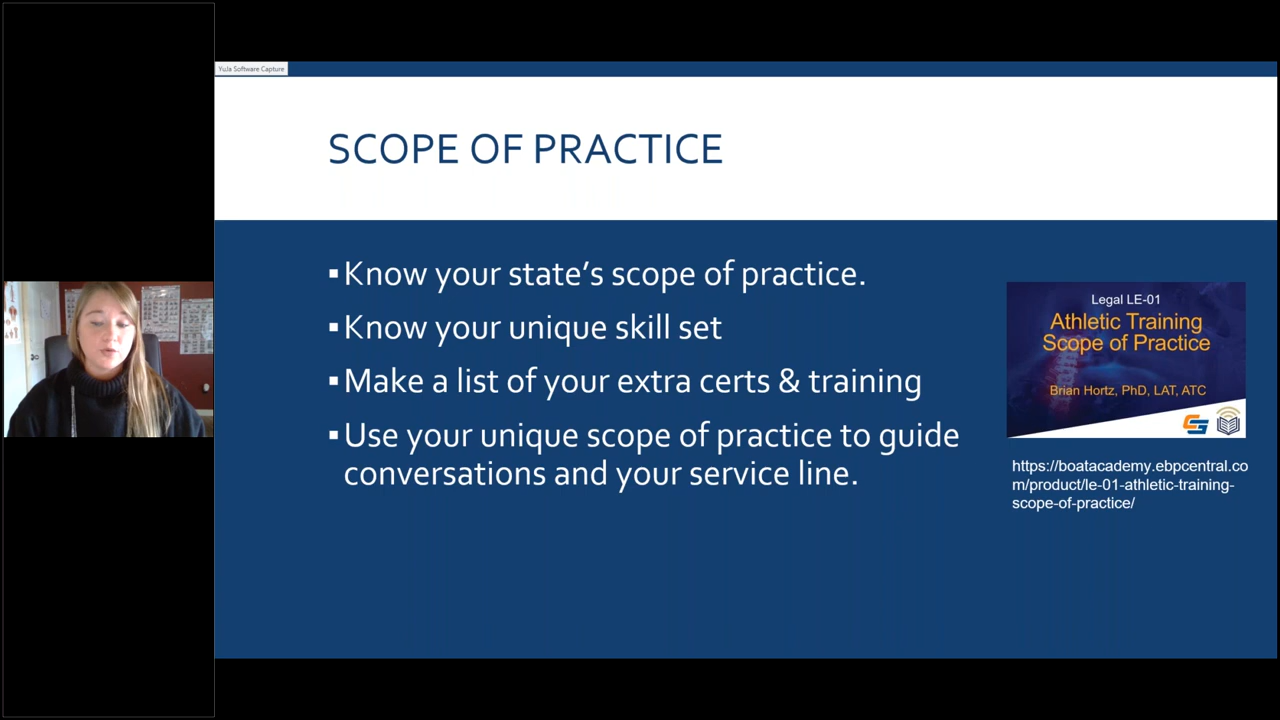 YuJa Software Capture
SCOPE OF PRACTICE
▪Know your state’s scope of practice.
▪Know your unique skill set
▪Make a list of your extra certs & training
▪Use your unique scope of practice to guide
conversations and your service line.
Legal LE-01
Athletic Training
Scope of Practice
Brian Hortz, PhD, LAT, ATC
https://boatacademy.ebpcentral.co
m/product/le-01-athletic-training-
scope-of-practice/